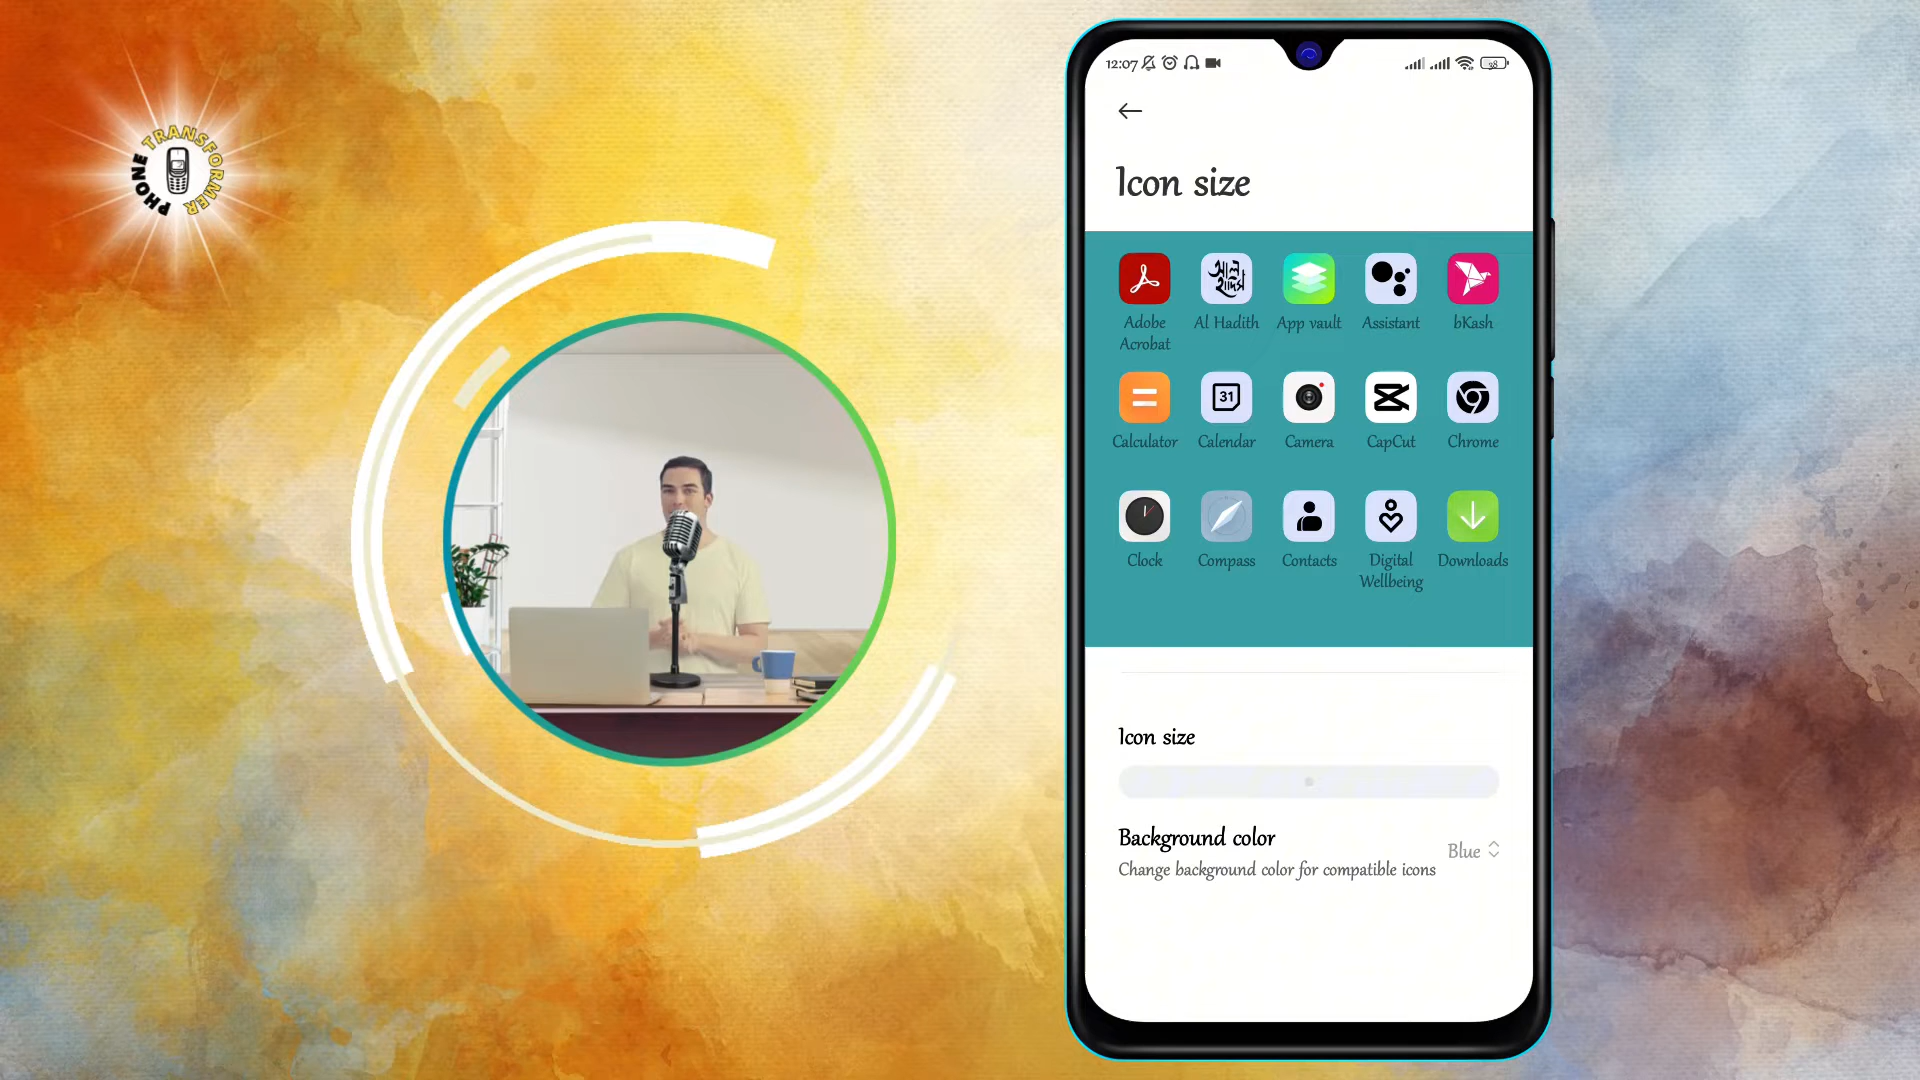 PHONE TRANSFORMER
12:07
38
Icon size
Adobe Acrobat
Al Hadith
App vault
Assistant
bKash
Calculator
31
Calendar
Camera
CapCut
Chrome
Clock
Compass
Contacts
Digital Wellbeing
Downloads
Icon size
Background color
Blue
Change background color for compatible icons